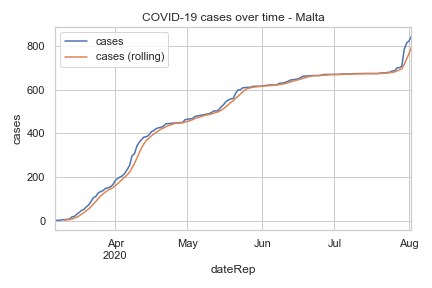 COVID-19 cases over time - Malta
cases
cases (rolling)
800
600
400
200
0
cases
Apr
2020
May
Jun
Jul
Aug
dateRep